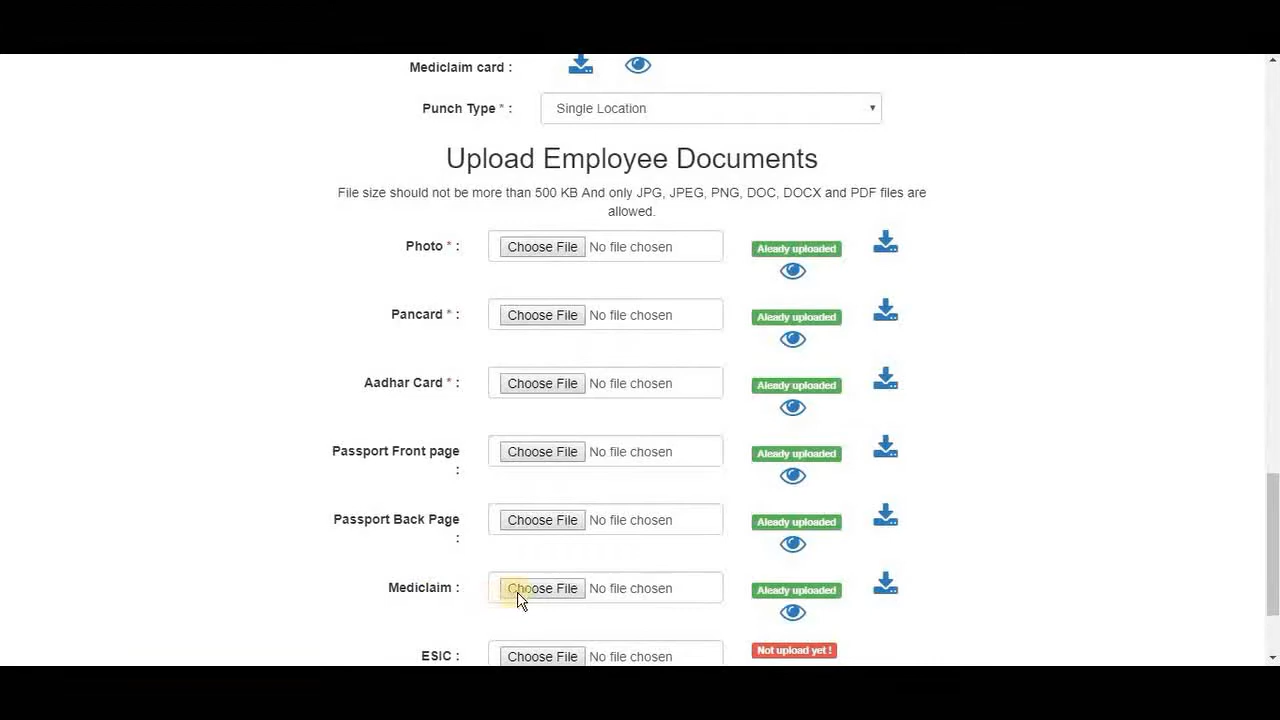 Mediclaim card :
Punch Type * : Single Location
Upload Employee Documents
File size should not be more than 500 KB And only JPG, JPEG, PNG, DOC, DOCX and PDF files are
allowed.
Photo * : Choose File No file chosen Aleady uploaded
Pancard * : Choose File No file chosen Aleady uploaded
Aadhar Card * : Choose File No file chosen Aleady uploaded
Passport Front page
: Choose File No file chosen Aleady uploaded
Passport Back Page
: Choose File No file chosen Aleady uploaded
Mediclaim : Choose File No file chosen Aleady uploaded
ESIC : Choose File No file chosen Not upload yet !